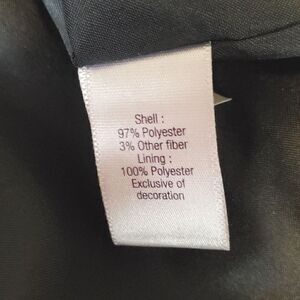 Shell :
97% Polyester
3% Other fiber
Lining :
100% Polyester
Exclusive of
decoration